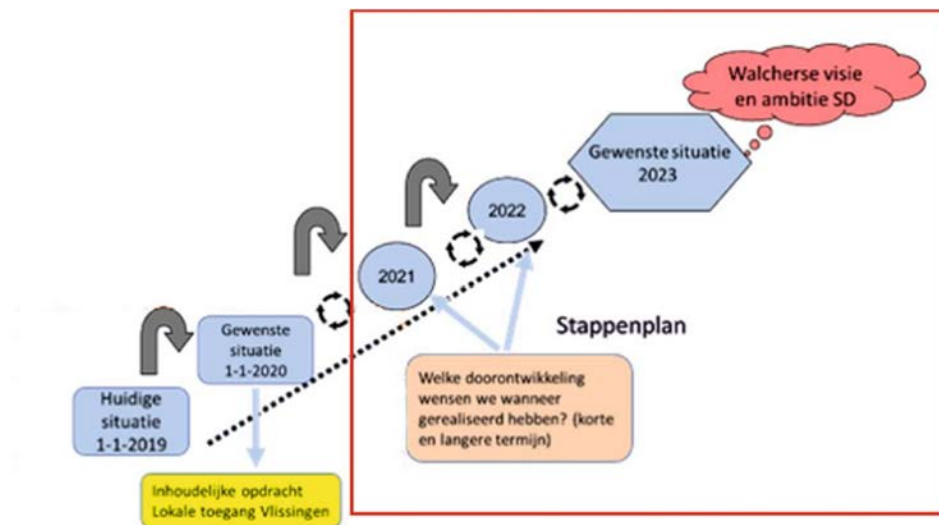 Walcherse visie
en ambitie SD
Gewenste situatie
2023
2022
2021
Stappenplan
Gewenste
situatie
1-1-2020
Welke doorontwikkeling
wensen we wanneer
gerealiseerd hebben? (korte
en langere termijn)
Huidige
situatie
1-1-2019
Inhoudelijke opdracht
Lokale toegang Vlissingen